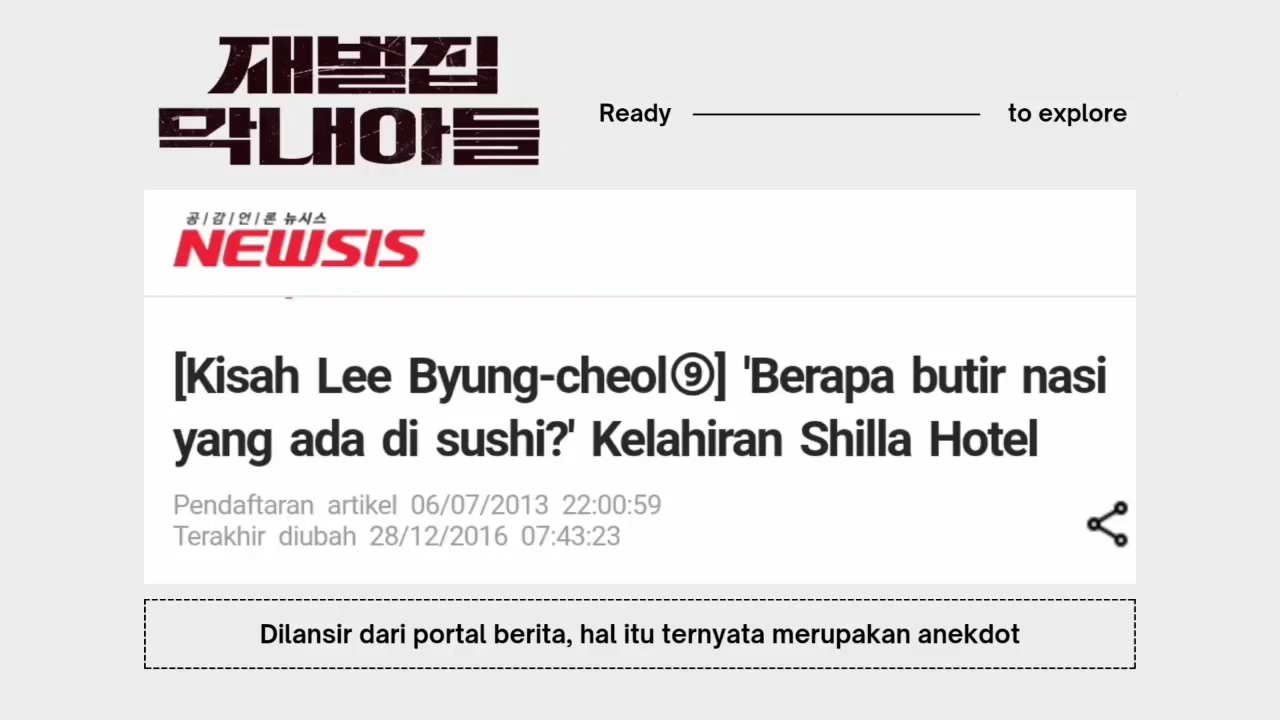 재벌집
막내아들
Ready to explore
공|감|언|론 뉴시스
NEWSIS
[Kisah Lee Byung-cheol⑨] 'Berapa butir nasi
yang ada di sushi?' Kelahiran Shilla Hotel
Pendaftaran artikel 06/07/2013 22:00:59
Terakhir diubah 28/12/2016 07:43:23
Dilansir dari portal berita, hal itu ternyata merupakan anekdot